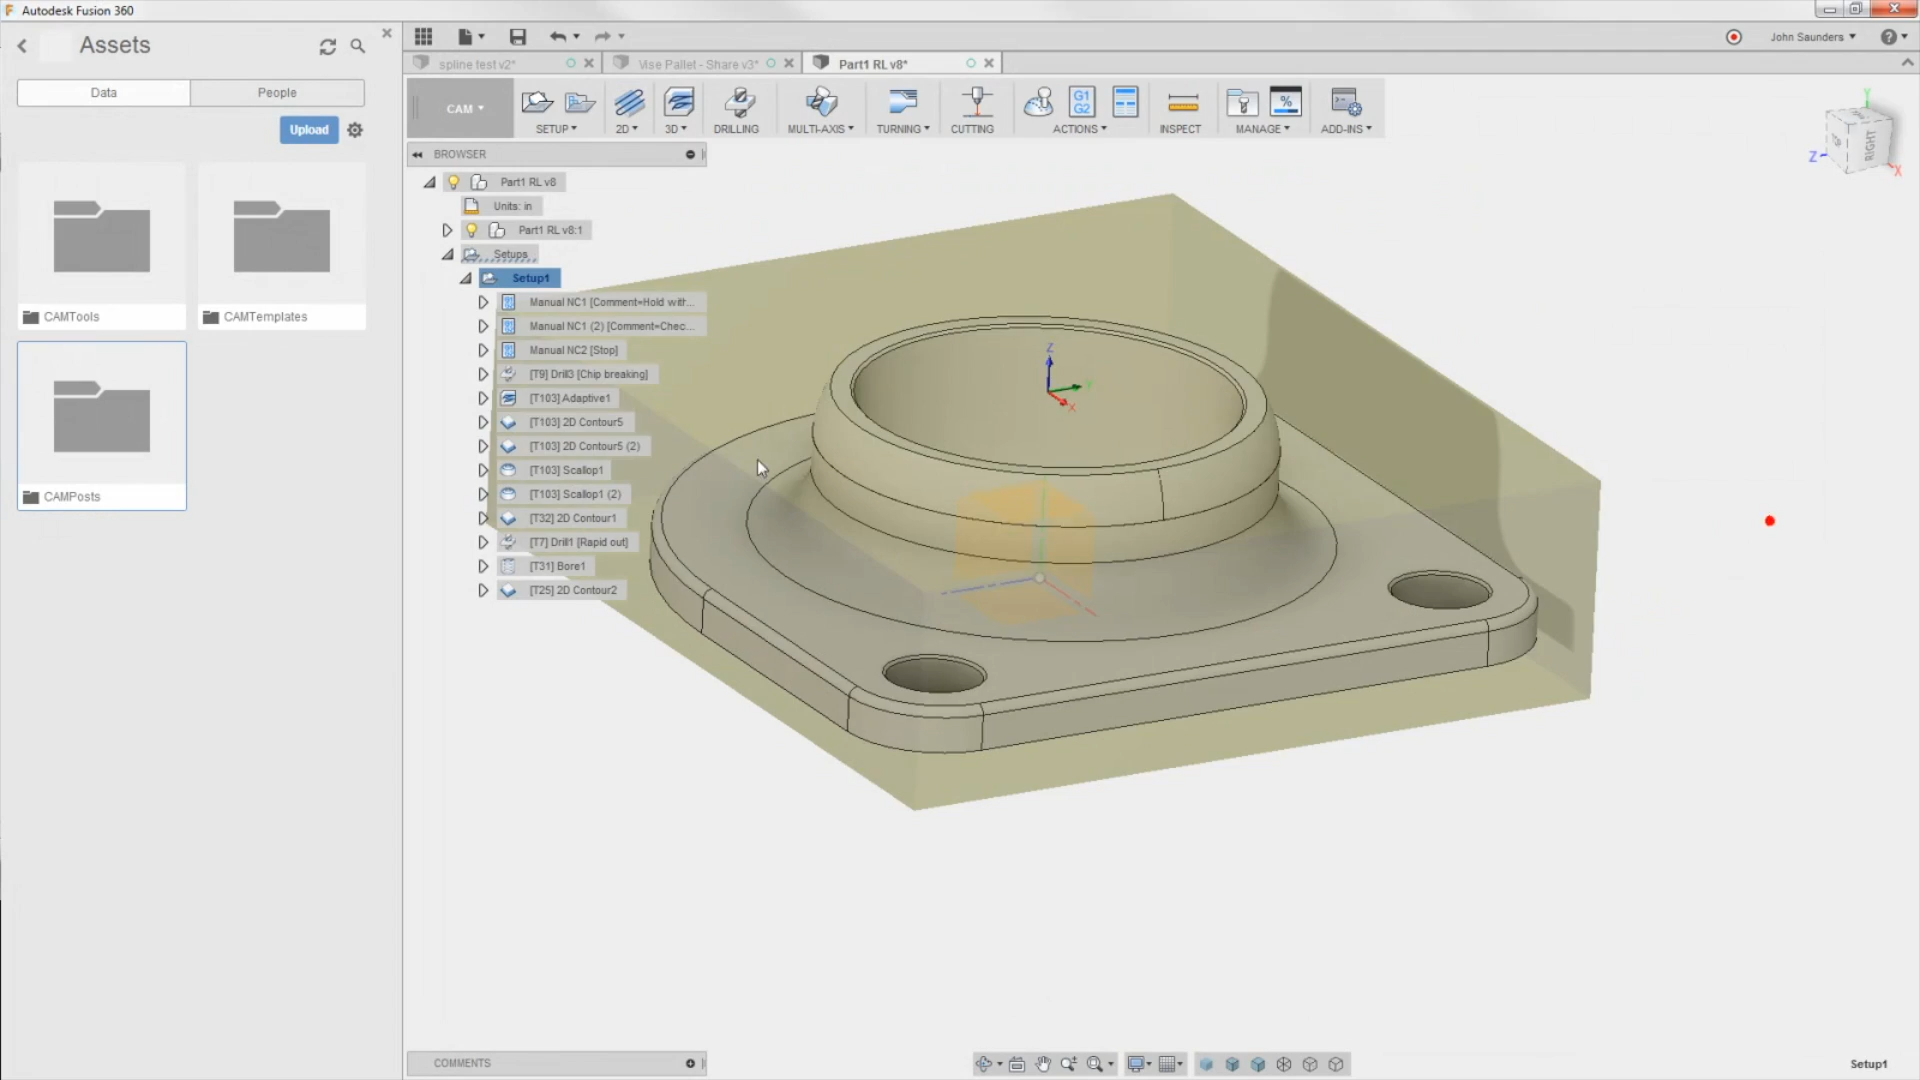 Autodesk Fusion 360
Assets
Data
People
Upload
CAMTools
CAMTemplates
CAMPosts
John Saunders
spline test v2*
Vise Pallet - Share v3*
Part1 RL v8*
CAM
SETUP
2D
3D
DRILLING
MULTI-AXIS
TURNING
CUTTING
G1
G2
ACTIONS
INSPECT
%
MANAGE
ADD-INS
BROWSER
Part1 RL v8
Units: in
Part1 RL v8:1
Setups
Setup1
Manual NC1 [Comment=Hold with...
Manual NC1 (2) [Comment=Chec...
Manual NC2 [Stop]
[T9] Drill3 [Chip breaking]
[T103] Adaptive1
[T103] 2D Contour5
[T103] 2D Contour5 (2)
[T103] Scallop1
[T103] Scallop1 (2)
[T32] 2D Contour1
[T7] Drill1 [Rapid out]
[T31] Bore1
[T25] 2D Contour2
Y
Z
X
RIGHT
Z
Y
X
COMMENTS
Setup1